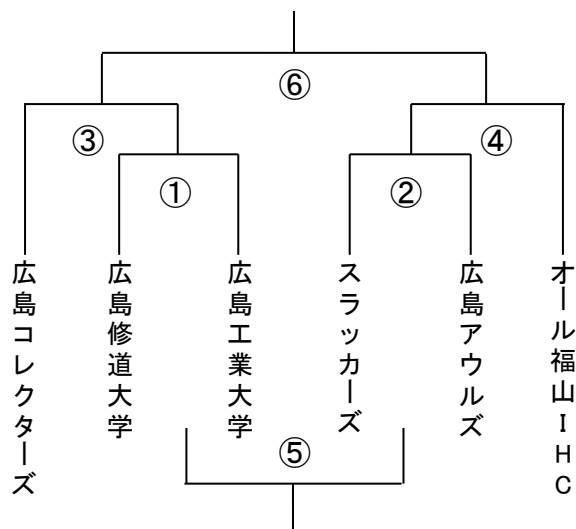 ⑥
③
④
①
②
広島コレクターズ
広島修道大学
広島工業大学
スラッカーズ
広島アウルズ
オール福山IHC
⑤